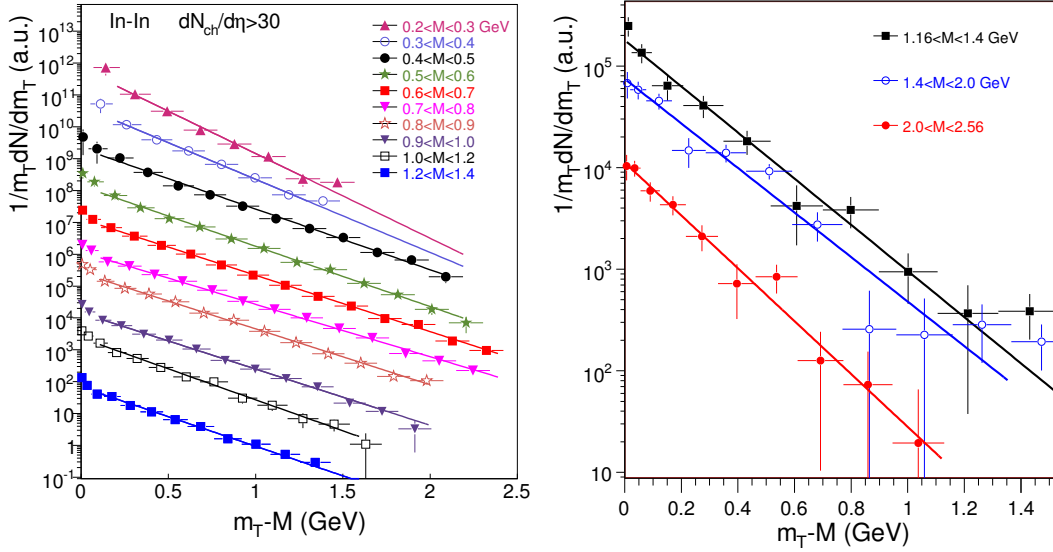 In-In dN_ch/dη>30
0.2<M<0.3 GeV
0.3<M<0.4
0.4<M<0.5
0.5<M<0.6
0.6<M<0.7
0.7<M<0.8
0.8<M<0.9
0.9<M<1.0
1.0<M<1.2
1.2<M<1.4
1/m_T dN/dm_T (a.u.)
10^13
10^12
10^11
10^10
10^9
10^8
10^7
10^6
10^5
10^4
10^3
10^2
10
1
10^-1
0 0.5 1 1.5 2 2.5
m_T-M (GeV)
1.16<M<1.4 GeV
1.4<M<2.0 GeV
2.0<M<2.56
1/m_T dN/dm_T (a.u.)
10^5
10^4
10^3
10^2
10
0 0.2 0.4 0.6 0.8 1 1.2 1.4
m_T-M (GeV)